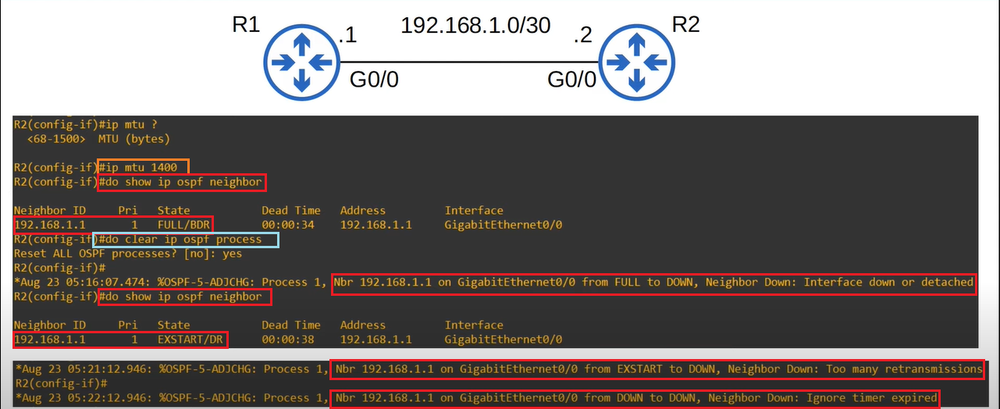 R1 192.168.1.0/30 R2
.1 .2
G0/0 G0/0
R2(config-if)#ip mtu ?
<68-1500> MTU (bytes)
R2(config-if)#ip mtu 1400
R2(config-if)#do show ip ospf neighbor
Neighbor ID Pri State Dead Time Address Interface
192.168.1.1 1 FULL/BDR 00:00:34 192.168.1.1 GigabitEthernet0/0
R2(config-if)#do clear ip ospf process
Reset ALL OSPF processes? [no]: yes
R2(config-if)#
*Aug 23 05:16:07.474: %OSPF-5-ADJCHG: Process 1, Nbr 192.168.1.1 on GigabitEthernet0/0 from FULL to DOWN, Neighbor Down: Interface down or detached
R2(config-if)#do show ip ospf neighbor
Neighbor ID Pri State Dead Time Address Interface
192.168.1.1 1 EXSTART/DR 00:00:38 192.168.1.1 GigabitEthernet0/0
*Aug 23 05:21:12.946: %OSPF-5-ADJCHG: Process 1, Nbr 192.168.1.1 on GigabitEthernet0/0 from EXSTART to DOWN, Neighbor Down: Too many retransmissions
R2(config-if)#
*Aug 23 05:22:12.946: %OSPF-5-ADJCHG: Process 1, Nbr 192.168.1.1 on GigabitEthernet0/0 from DOWN to DOWN, Neighbor Down: Ignore timer expired